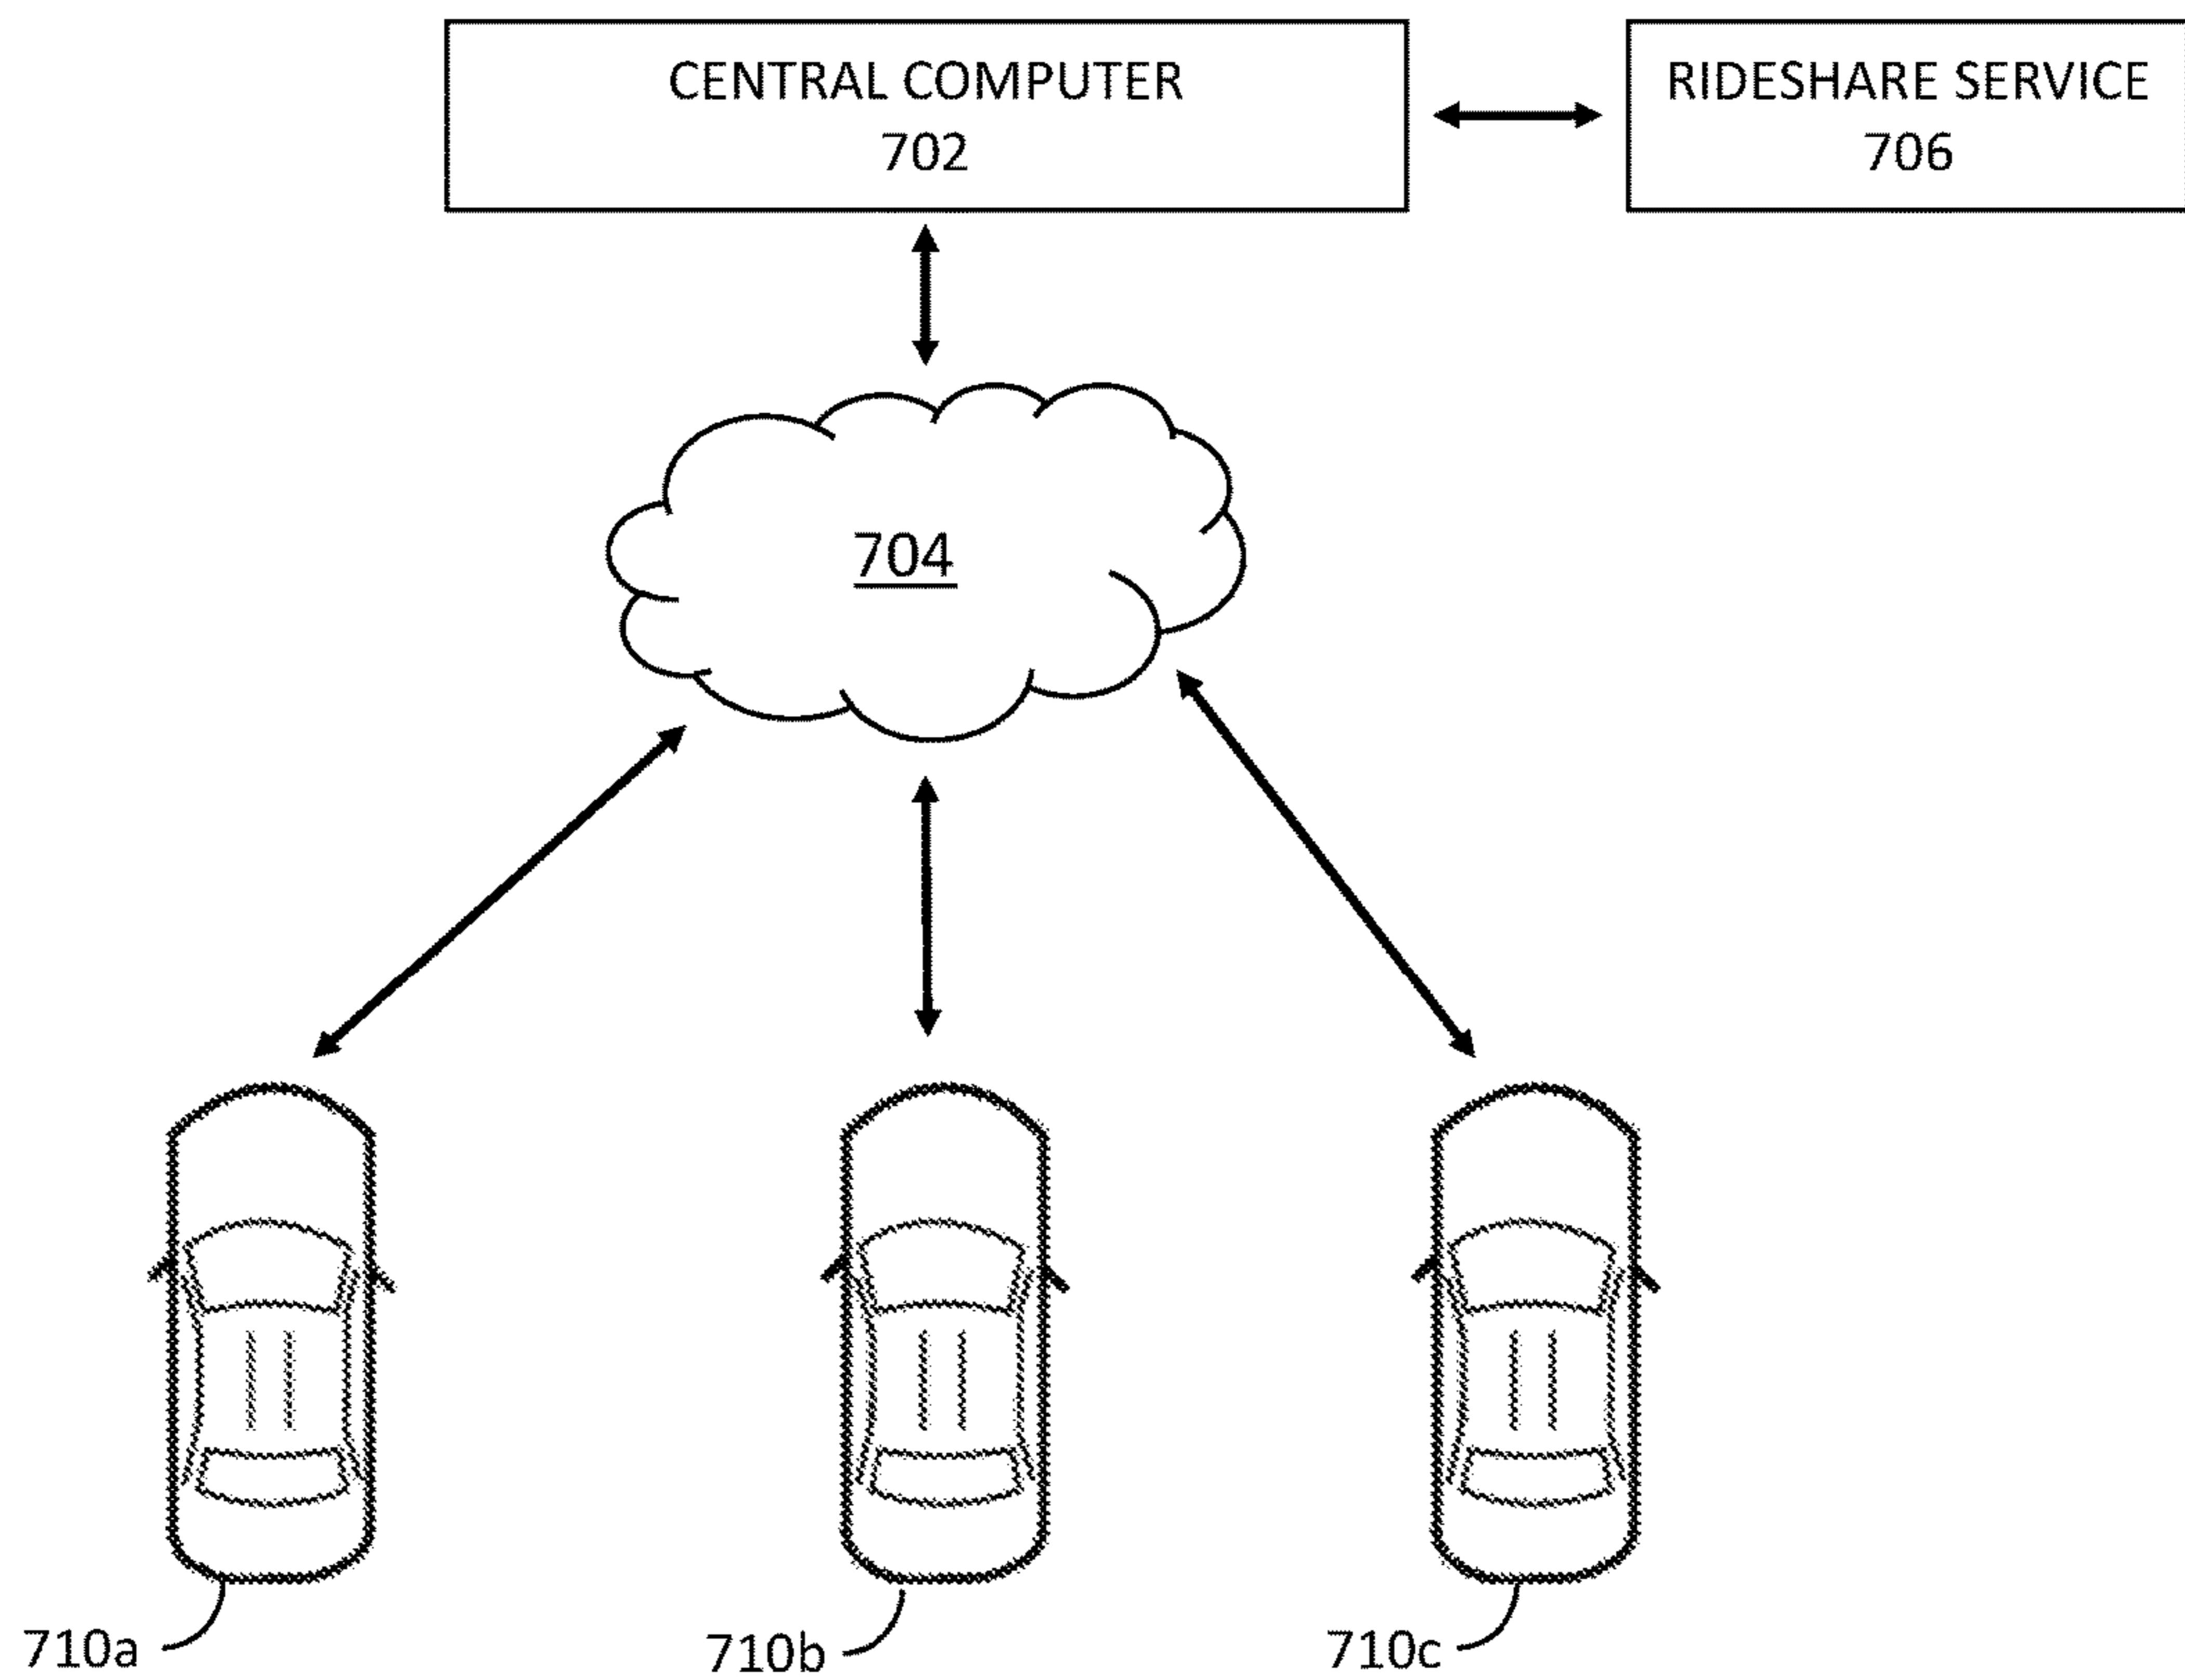 CENTRAL COMPUTER
702
RIDESHARE SERVICE
706
704
710a
710b
710c